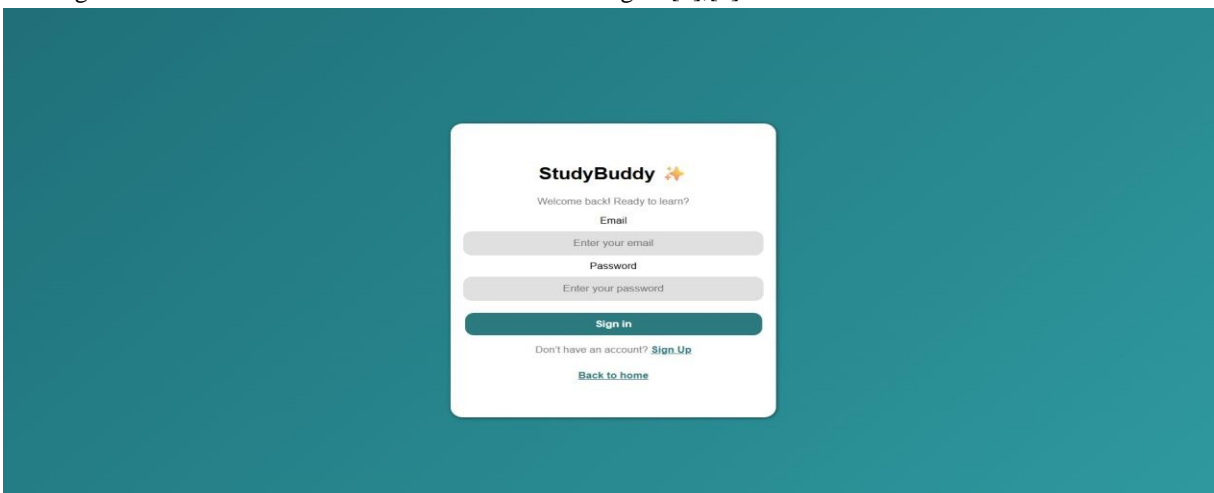 StudyBuddy ✨
Welcome back! Ready to learn?
Email
Enter your email
Password
Enter your password
Sign in
Don't have an account? Sign Up
Back to home